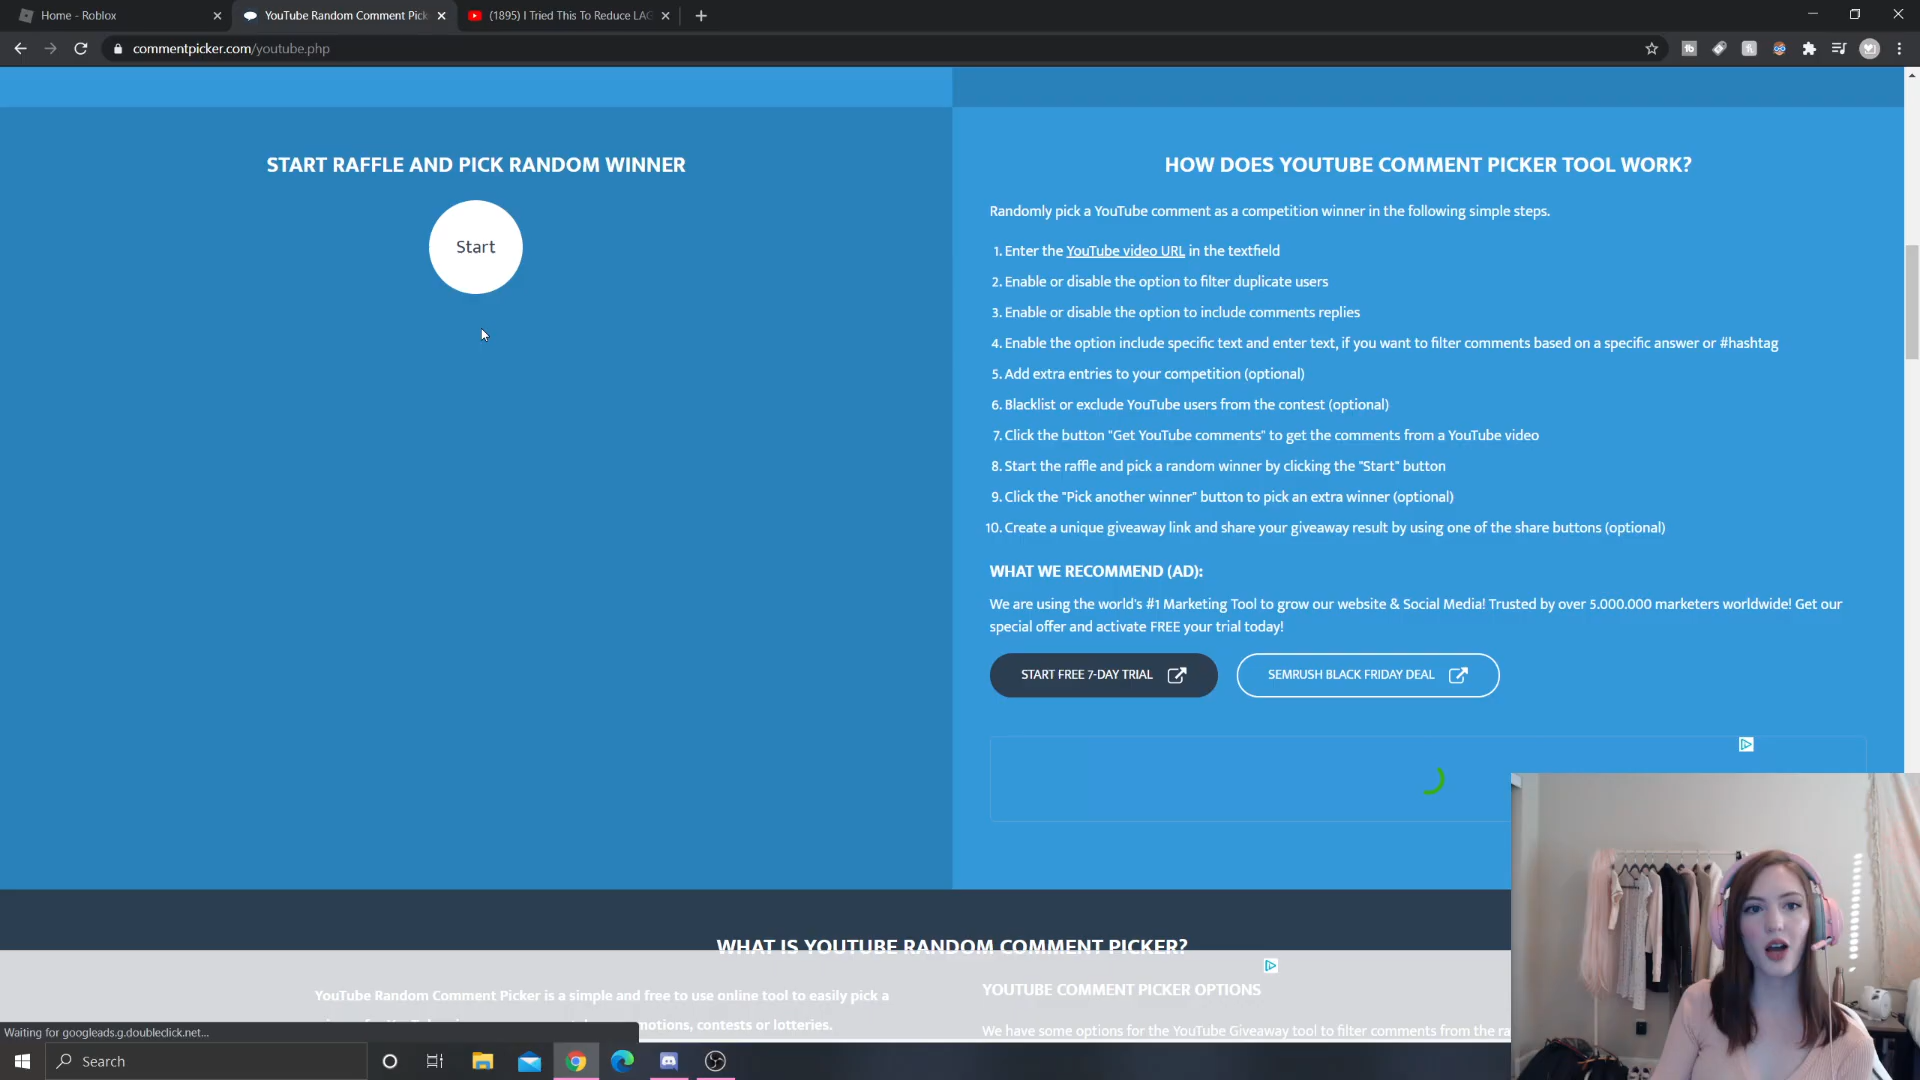 Home - Roblox
YouTube Random Comment Pick
(1895) I Tried This To Reduce LAG
commentpicker.com/youtube.php
START RAFFLE AND PICK RANDOM WINNER
Start
HOW DOES YOUTUBE COMMENT PICKER TOOL WORK?
Randomly pick a YouTube comment as a competition winner in the following simple steps.
1. Enter the YouTube video URL in the textfield
2. Enable or disable the option to filter duplicate users
3. Enable or disable the option to include comments replies
4. Enable the option include specific text and enter text, if you want to filter comments based on a specific answer or #hashtag
5. Add extra entries to your competition (optional)
6. Blacklist or exclude YouTube users from the contest (optional)
7. Click the button "Get YouTube comments" to get the comments from a YouTube video
8. Start the raffle and pick a random winner by clicking the "Start" button
9. Click the "Pick another winner" button to pick an extra winner (optional)
10. Create a unique giveaway link and share your giveaway result by using one of the share buttons (optional)
WHAT WE RECOMMEND (AD):
We are using the world's #1 Marketing Tool to grow our website & Social Media! Trusted by over 5.000.000 marketers worldwide! Get our
special offer and activate FREE your trial today!
START FREE 7-DAY TRIAL
SEMRUSH BLACK FRIDAY DEAL
WHAT IS YOUTUBE RANDOM COMMENT PICKER?
YouTube Random Comment Picker is a simple and free to use online tool to easily pick a
motions, contests or lotteries.
YOUTUBE COMMENT PICKER OPTIONS
We have some options for the YouTube Giveaway tool to filter comments from the ra
Waiting for googleads.g.doubleclick.net...
Search